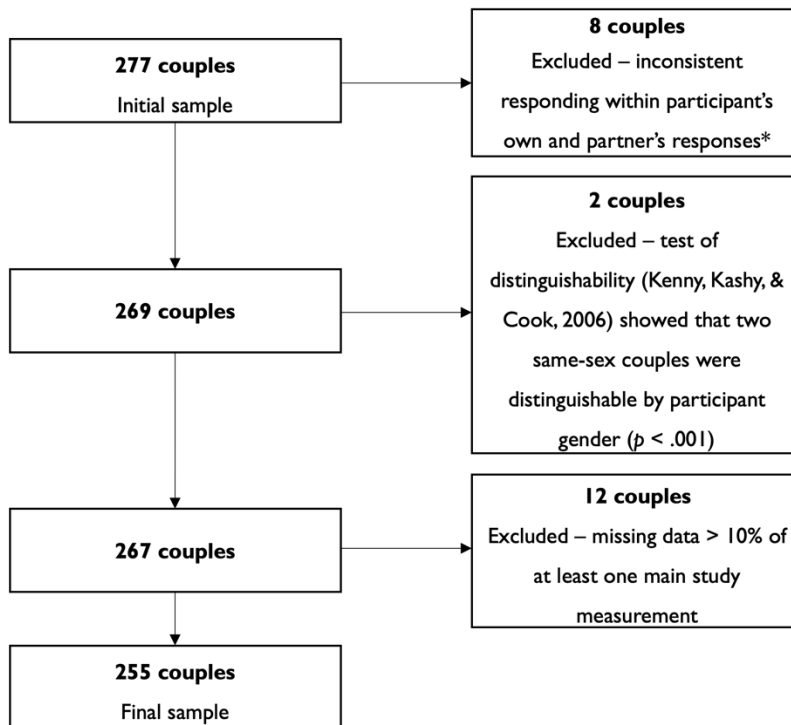 277 couples
Initial sample
8 couples
Excluded – inconsistent
responding within participant’s
own and partner’s responses*
269 couples
2 couples
Excluded – test of
distinguishability (Kenny, Kashy, &
Cook, 2006) showed that two
same-sex couples were
distinguishable by participant
gender (p < .001)
267 couples
12 couples
Excluded – missing data > 10% of
at least one main study
measurement
255 couples
Final sample